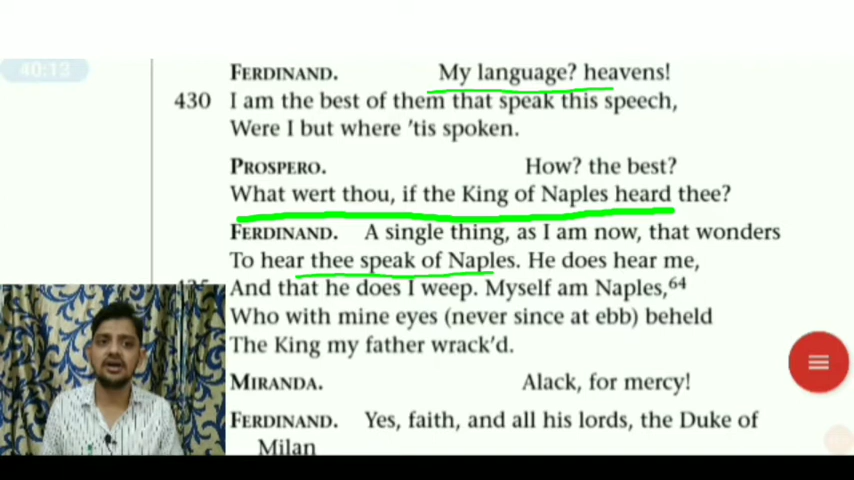 40:13
FERDINAND. My language? heavens!
430 I am the best of them that speak this speech,
Were I but where 'tis spoken.
PROSPERO. How? the best?
What wert thou, if the King of Naples heard thee?
FERDINAND. A single thing, as I am now, that wonders
To hear thee speak of Naples. He does hear me,
And that he does I weep. Myself am Naples,64
Who with mine eyes (never since at ebb) beheld
The King my father wrack'd.
MIRANDA. Alack, for mercy!
FERDINAND. Yes, faith, and all his lords, the Duke of
Milan